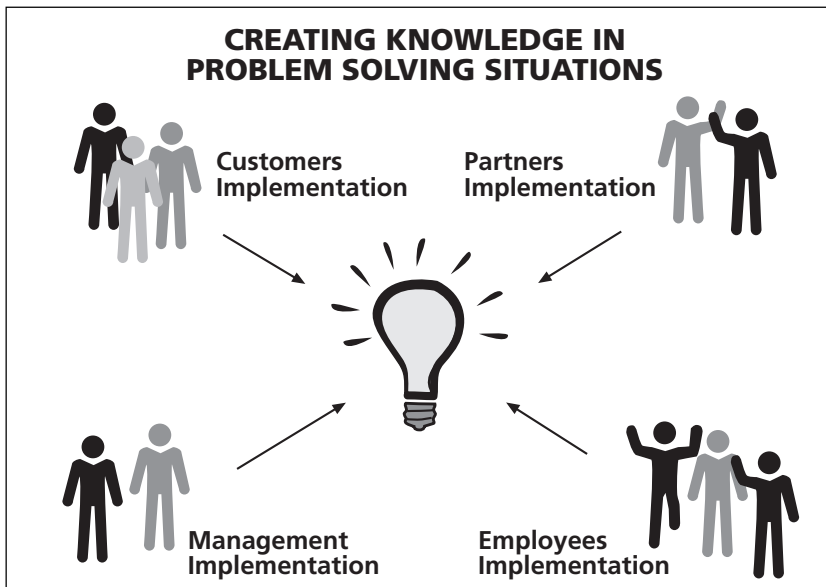 CREATING KNOWLEDGE IN
PROBLEM SOLVING SITUATIONS
Customers
Implementation
Partners
Implementation
Management
Implementation
Employees
Implementation